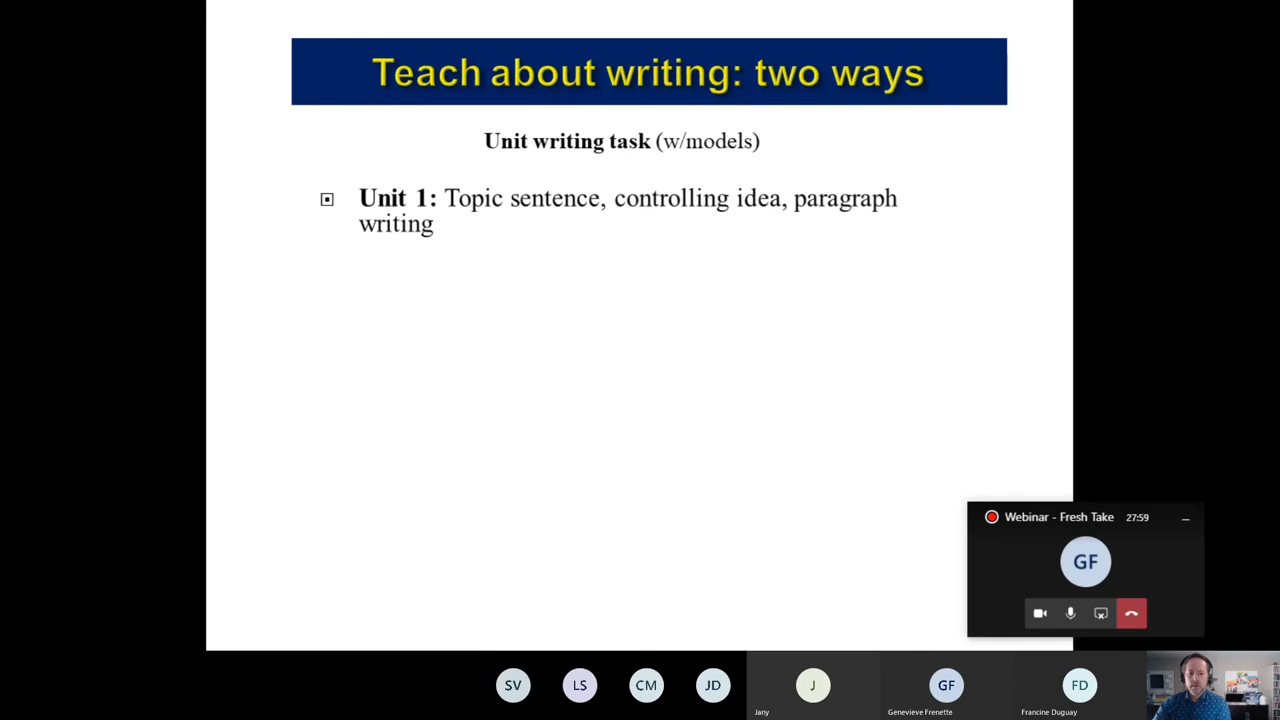 Teach about writing: two ways
Unit writing task (w/models)
Unit 1: Topic sentence, controlling idea, paragraph
writing
Webinar - Fresh Take 27:59
GF
SV LS CM JD J GF FD
Jany Genevieve Frenette Francine Duguay